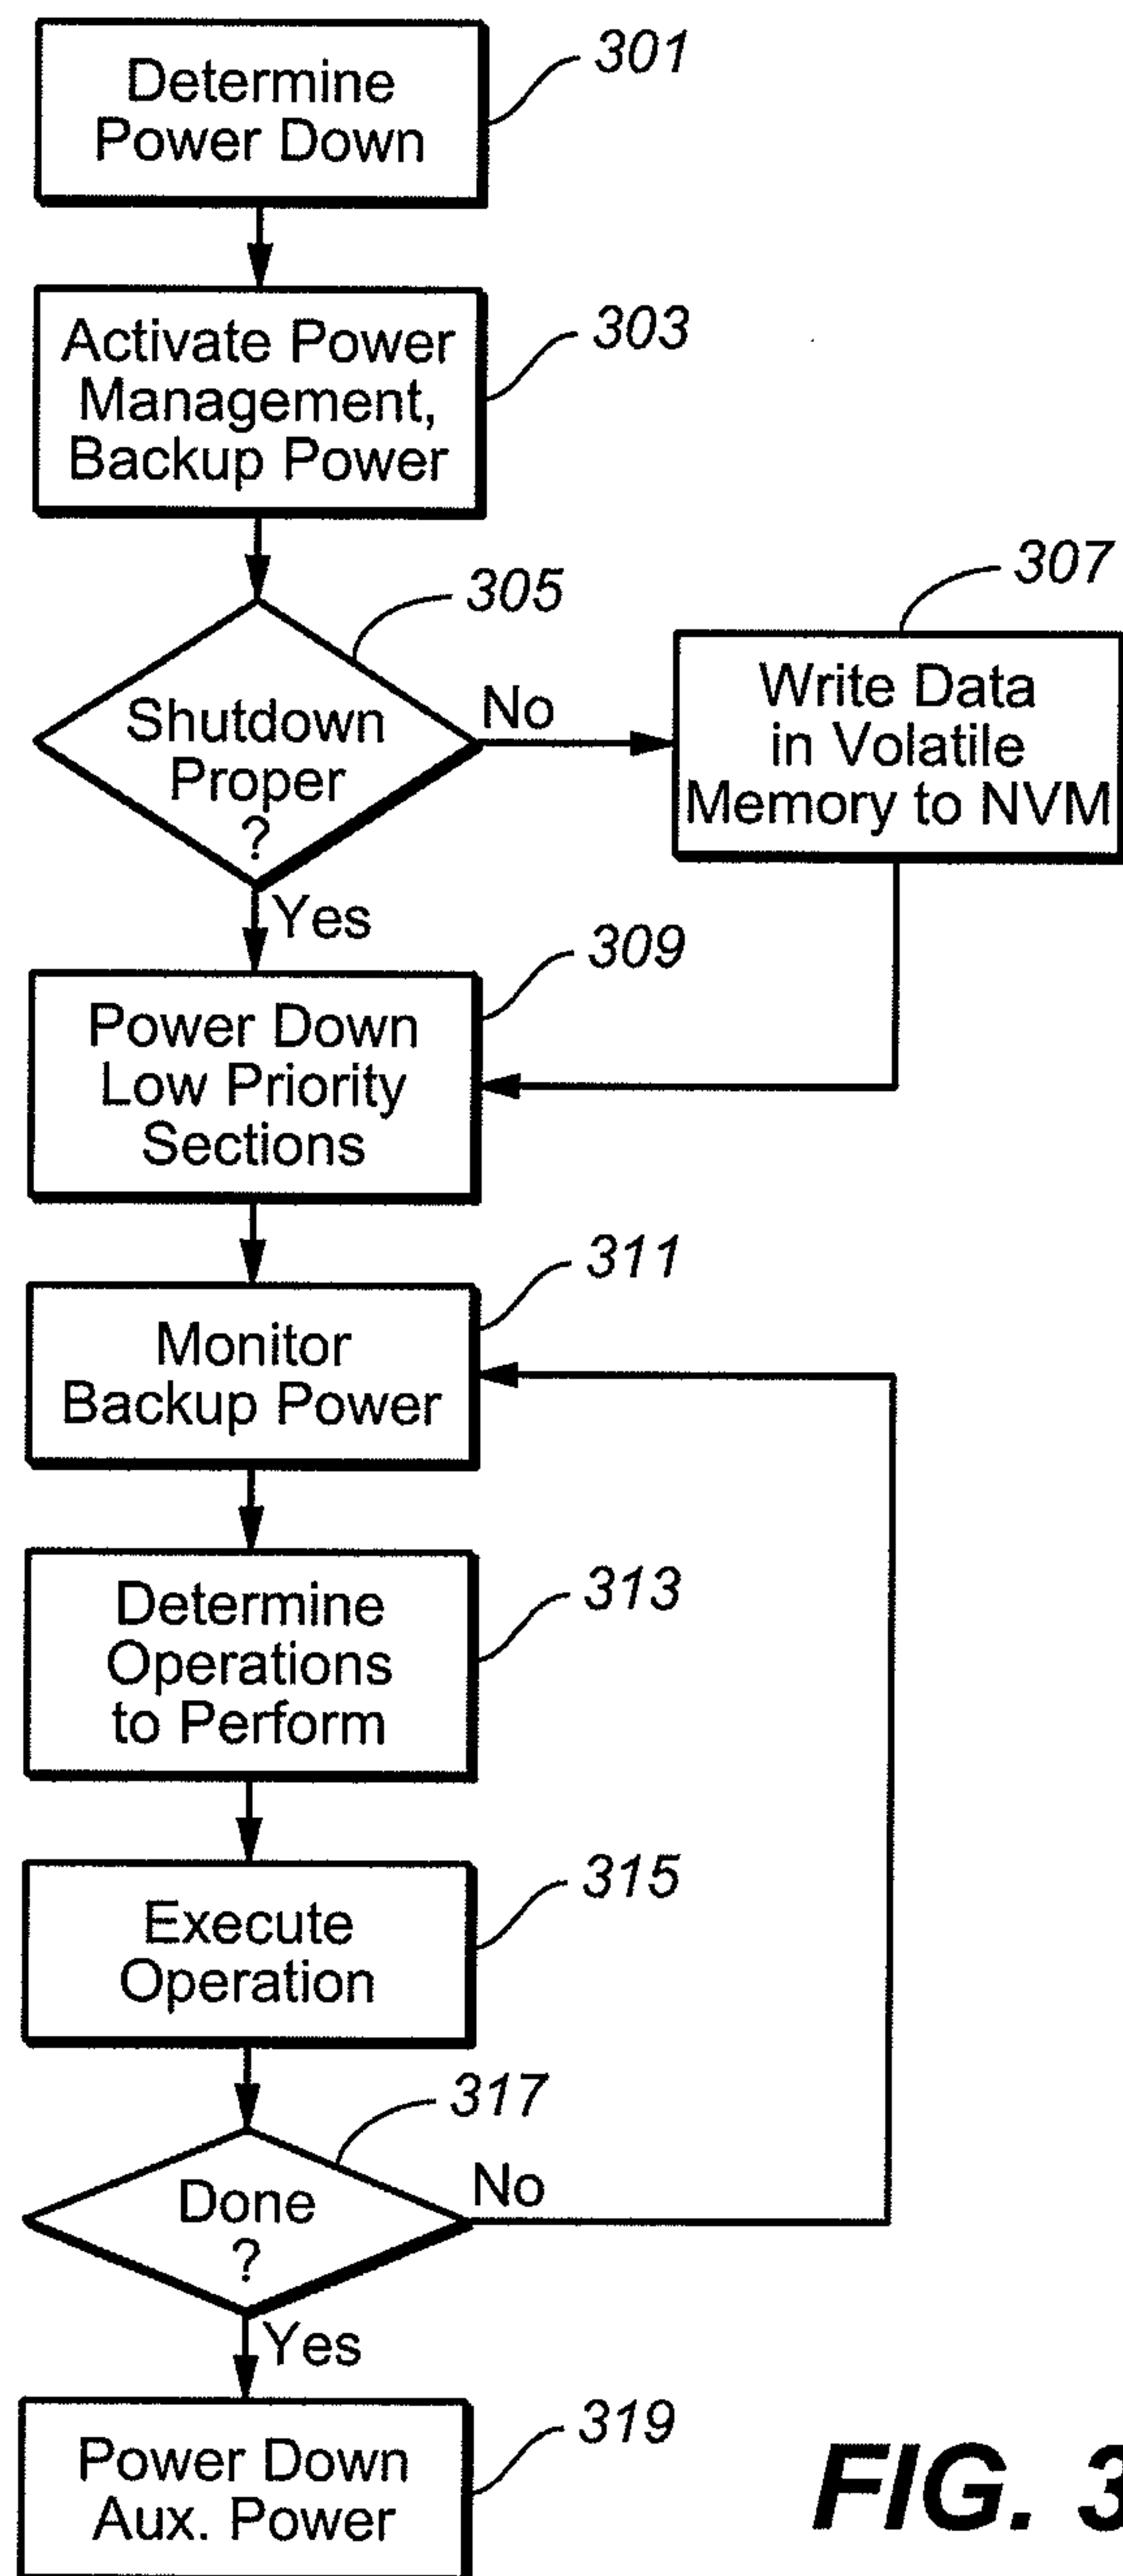 Determine
Power Down
301
Activate Power
Management,
Backup Power
303
305
Shutdown
Proper
?
No
307
Write Data
in Volatile
Memory to NVM
Yes
309
Power Down
Low Priority
Sections
311
Monitor
Backup Power
313
Determine
Operations
to Perform
315
Execute
Operation
317
Done
?
No
Yes
319
Power Down
Aux. Power
FIG. 3